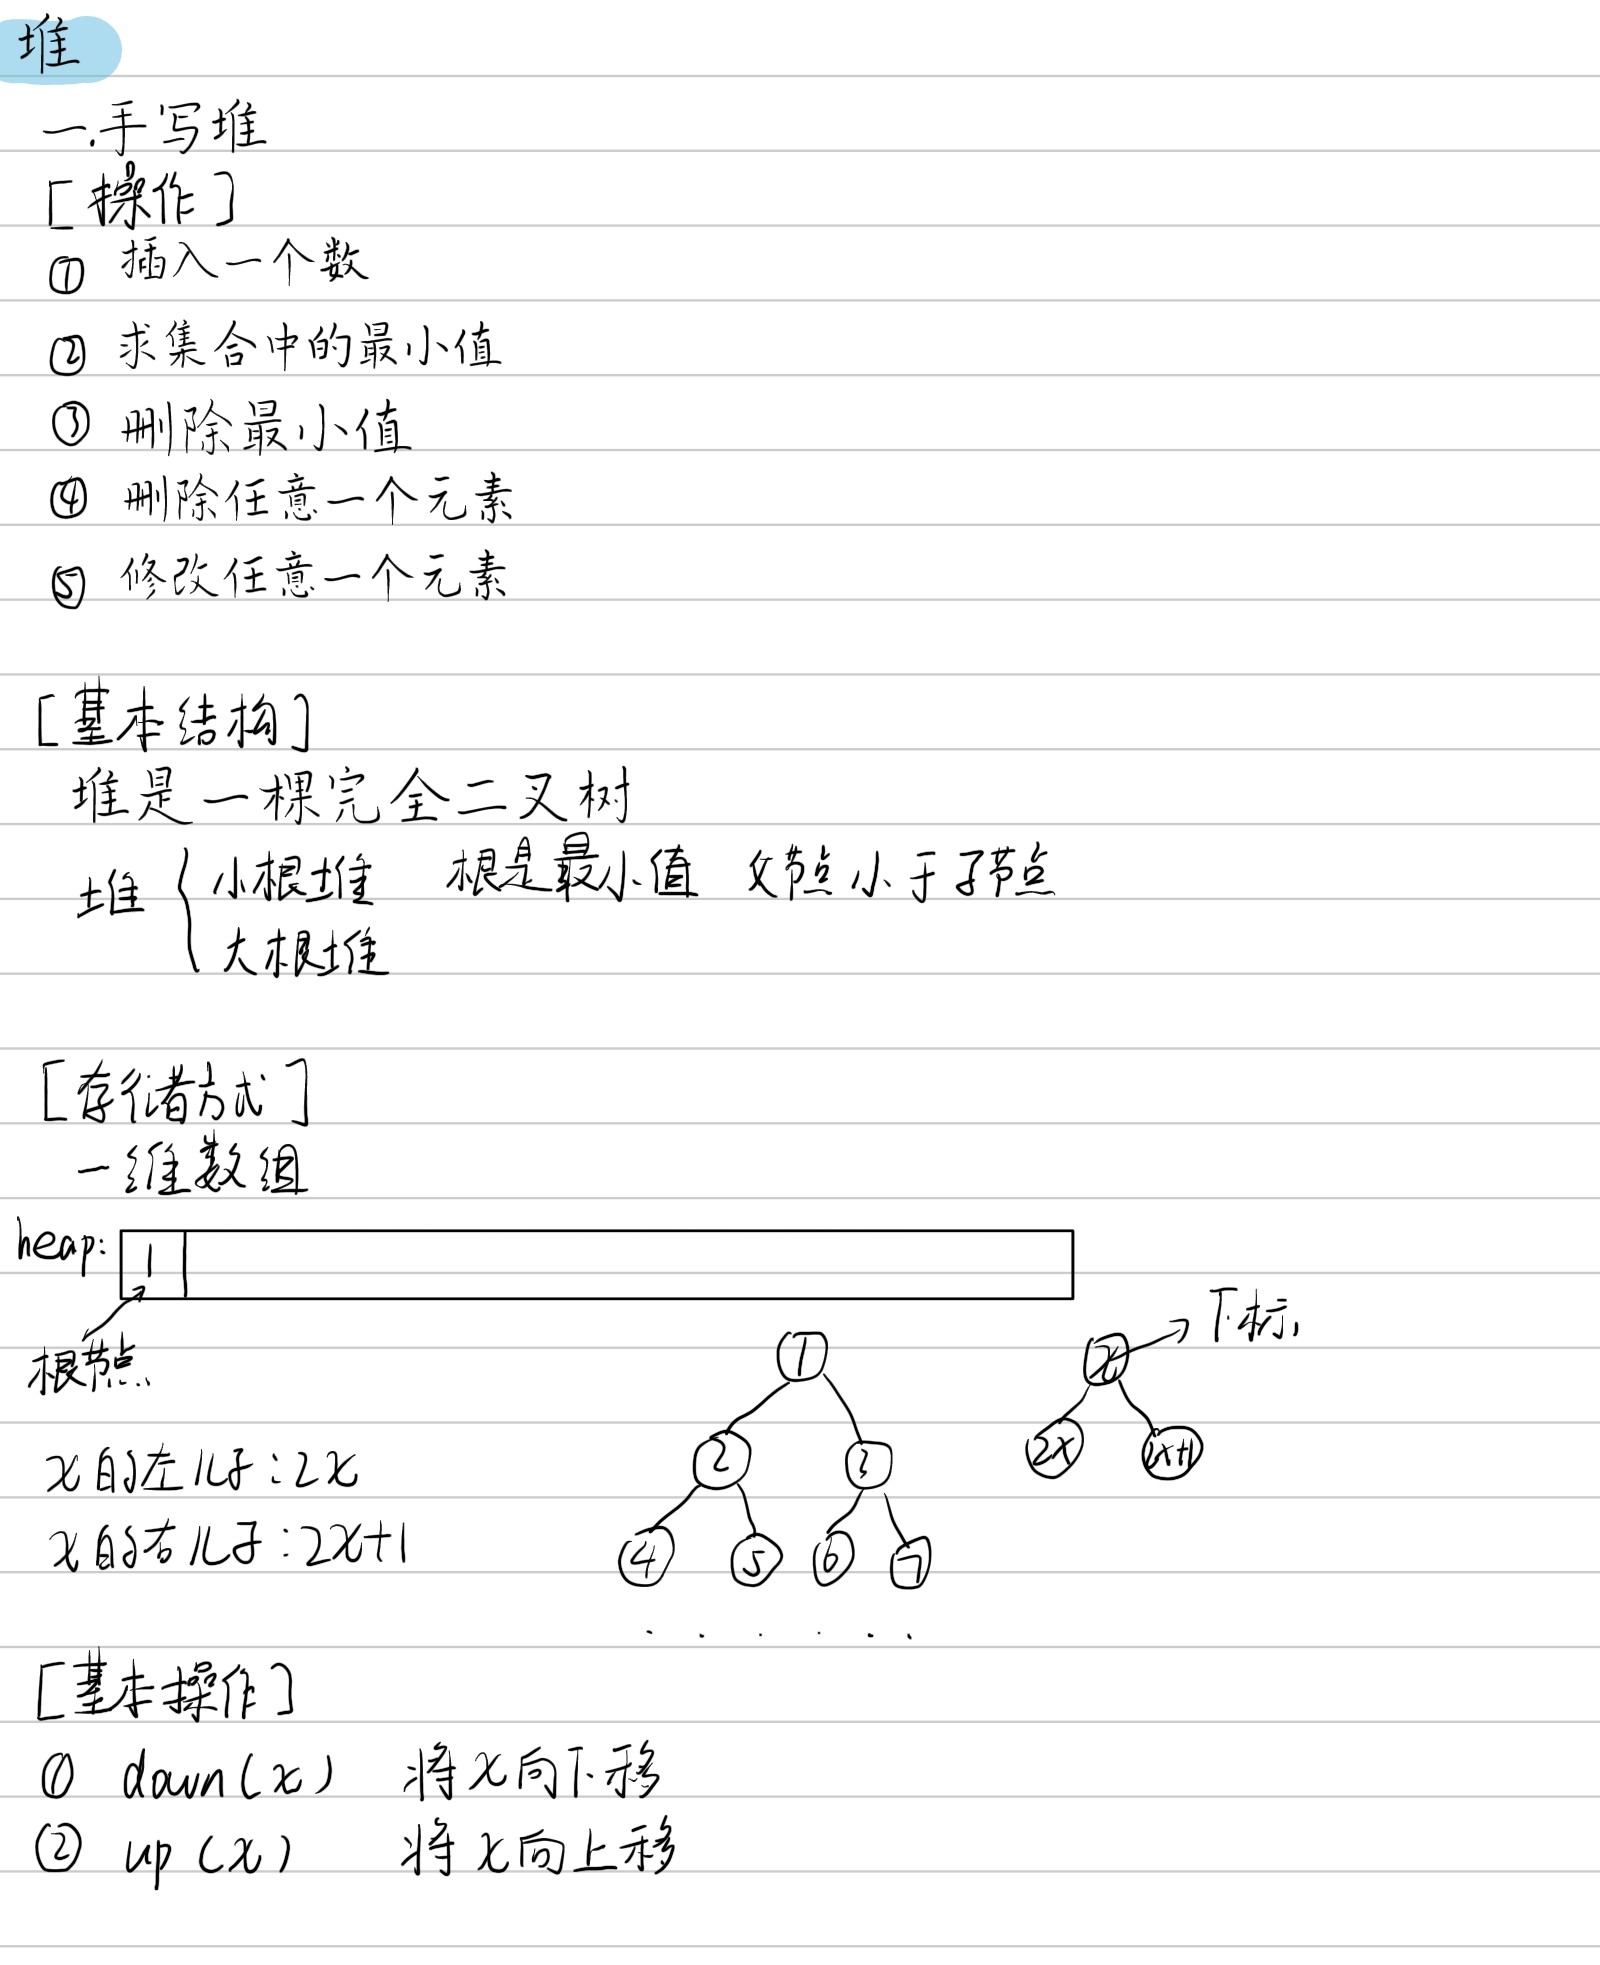 堆
一.手写堆
[操作]
① 插入一个数
② 求集合中的最小值
③ 删除最小值
④ 删除任意一个元素
⑤ 修改任意一个元素
[基本结构]
堆是一棵完全二叉树
堆 { 小根堆 根是最小值 父节点小于子节点
大根堆
[存储方式]
一维数组
heap: 1
根节点
下标
1
x
2 3
2x 2x+1
x的左儿子:2x
x的右儿子:2x+1
4 5 6 7
. . . . . .
[基本操作]
① down(x) 将x向下移
② up(x) 将x向上移